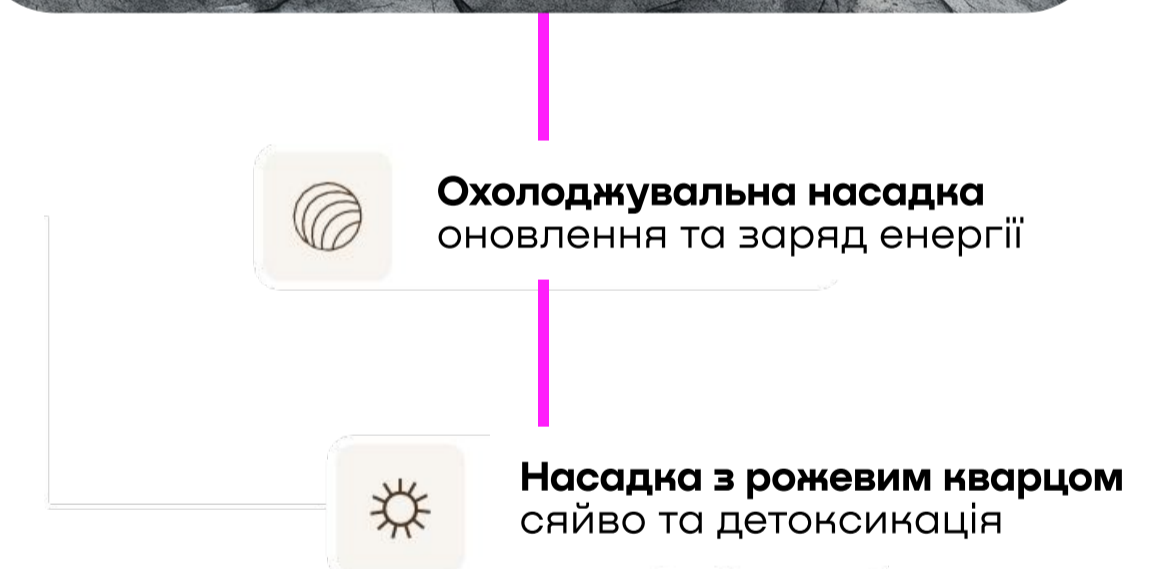 Охолоджувальна насадка
оновлення та заряд енергії
Насадка з рожевим кварцом
сяйво та детоксикація